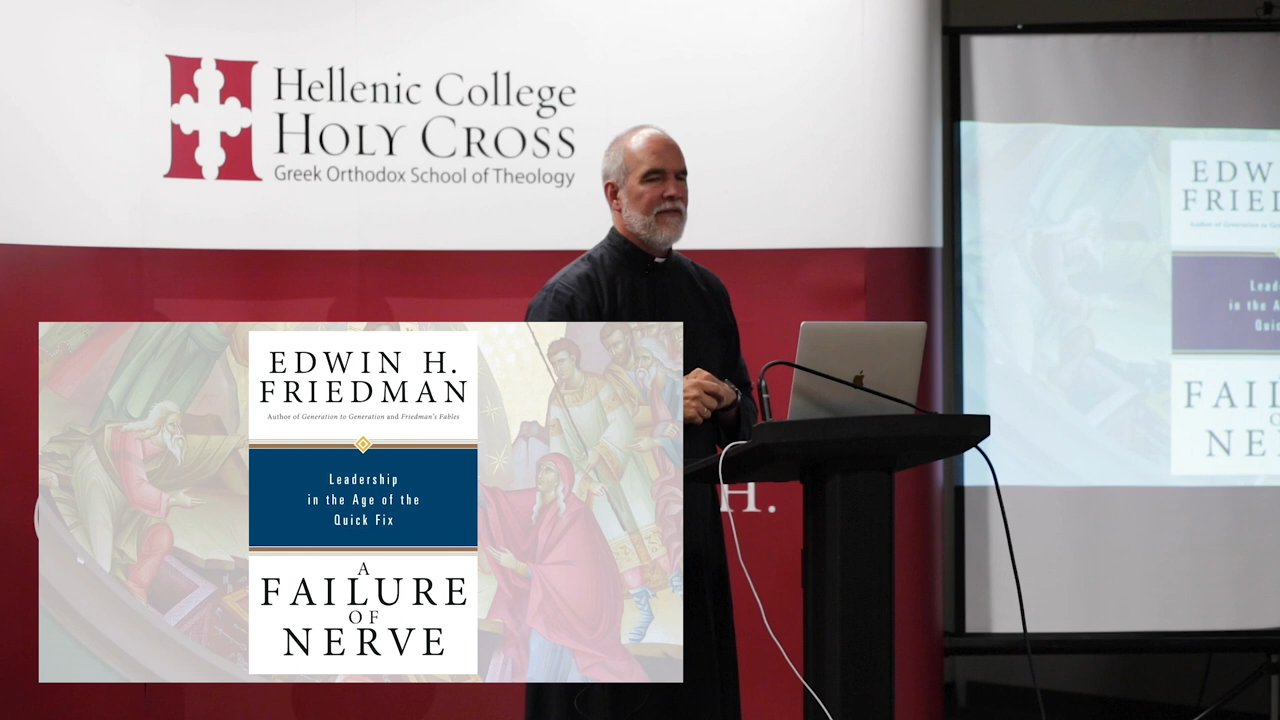 Hellenic College
HOLY CROSS
Greek Orthodox School of Theology
EDWIN H.
FRIEDMAN
Author of Generation to Generation and Friedman's Fables
Leadership
in the Age of the
Quick Fix
A
FAILURE
OF
NERVE
H.
EDW
FRIE
Lead
in the A
Qui
FAIL
O
NE